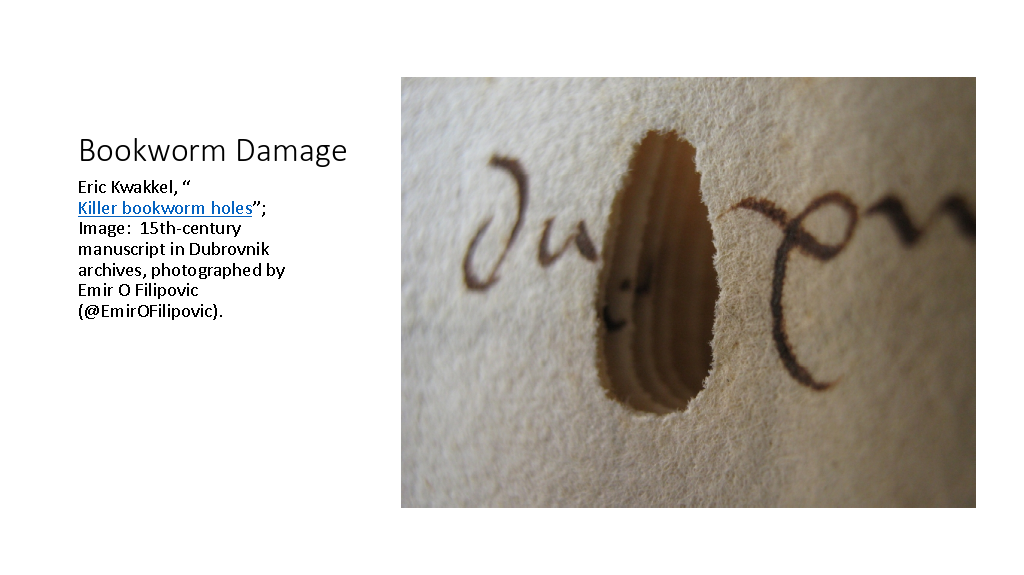 Bookworm Damage
Eric Kwakkel, “
Killer bookworm holes”;
Image:  15th-century
manuscript in Dubrovnik
archives, photographed by
Emir O Filipovic
(@EmirOFilipovic).